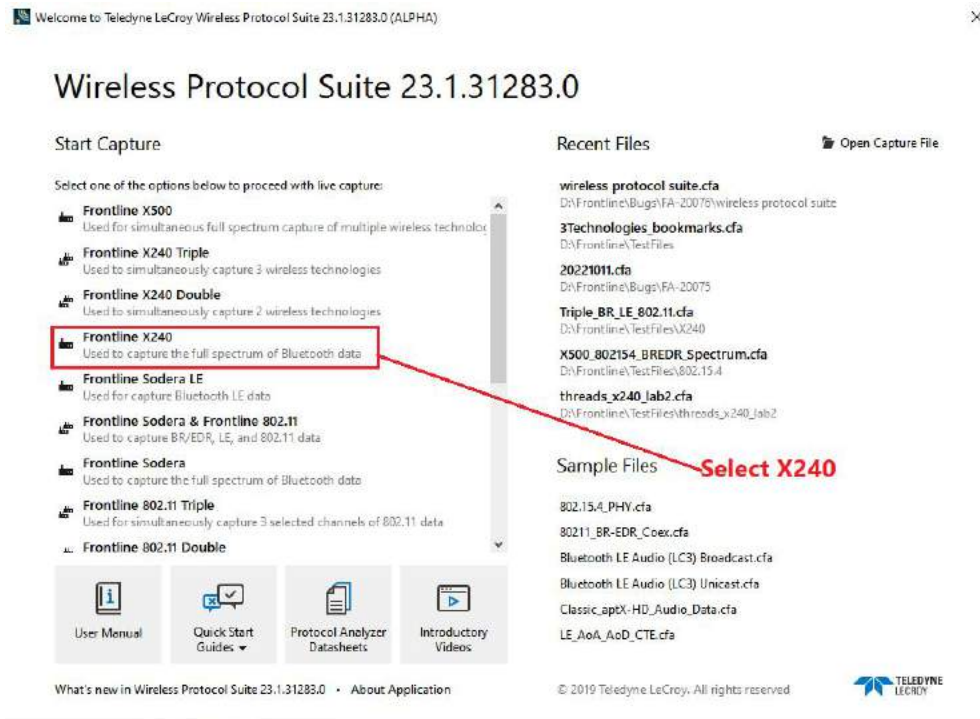 Welcome to Teledyne LeCroy Wireless Protocol Suite 23.1.31283.0 (ALPHA)
Wireless Protocol Suite 23.1.31283.0
Start Capture
Select one of the options below to proceed with live capture:
Frontline X500
Used for simultaneous full spectrum capture of multiple wireless technolog
Frontline X240 Triple
Used to simultaneously capture 3 wireless technologies
Frontline X240 Double
Used to simultaneously capture 2 wireless technologies
Frontline X240
Used to capture the full spectrum of Bluetooth data
Frontline Sodera LE
Used for capture Bluetooth LE data
Frontline Sodera & Frontline 802.11
Used to capture BR/EDR, LE, and 802.11 data
Frontline Sodera
Used to capture the full spectrum of Bluetooth data
Frontline 802.11 Triple
Used for simultaneously capture 3 selected channels of 802.11 data
Frontline 802.11 Double
User Manual
Quick Start
Guides
Protocol Analyzer
Datasheets
Introductory
Videos
What's new in Wireless Protocol Suite 23.1.31283.0 • About Application
Recent Files
Open Capture File
wireless protocol suite.cfa
D:\Frontline\Bugs\FA-20076\wireless protocol suite
3Technologies_bookmarks.cfa
D:\Frontline\TestFiles
20221011.cfa
D:\Frontline\Bugs\FA-20075
Triple_BR_LE_802.11.cfa
D:\Frontline\TestFiles\X240
X500_802154_BREDR_Spectrum.cfa
D:\Frontline\TestFiles\802.15.4
threads_x240_lab2.cfa
D:\Frontline\TestFiles\threads_x240_lab2
Sample Files
Select X240
802.15.4_PHY.cfa
80211_BR-EDR_Coex.cfa
Bluetooth LE Audio (LC3) Broadcast.cfa
Bluetooth LE Audio (LC3) Unicast.cfa
Classic_aptX-HD_Audio_Data.cfa
LE_AoA_AoD_CTE.cfa
© 2019 Teledyne LeCroy. All rights reserved
TELEDYNE
LECROY